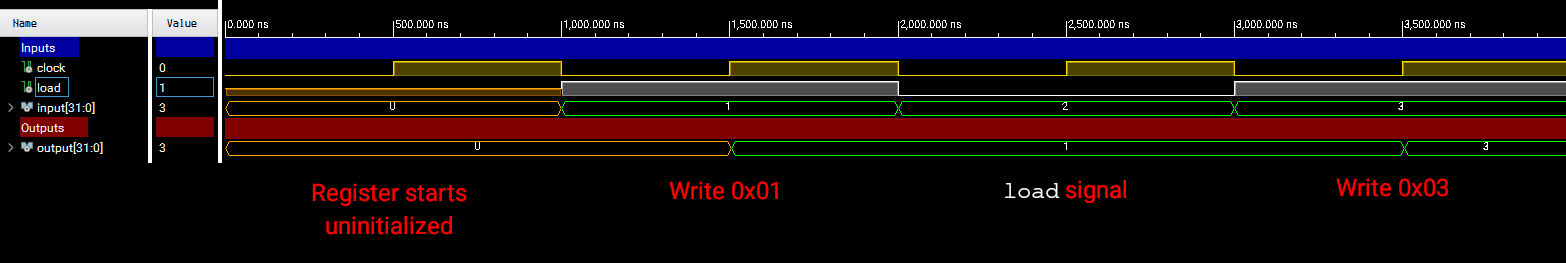 Name Value 0.000 ns 500.000 ns 1,000.000 ns 1,500.000 ns 2,000.000 ns 2,500.000 ns 3,000.000 ns 3,500.000 ns
Inputs
clock 0
load 1
input[31:0] 3 U 1 2 3
Outputs
output[31:0] 3 U 1 3
Register starts
uninitialized
Write 0x01
load signal
Write 0x03